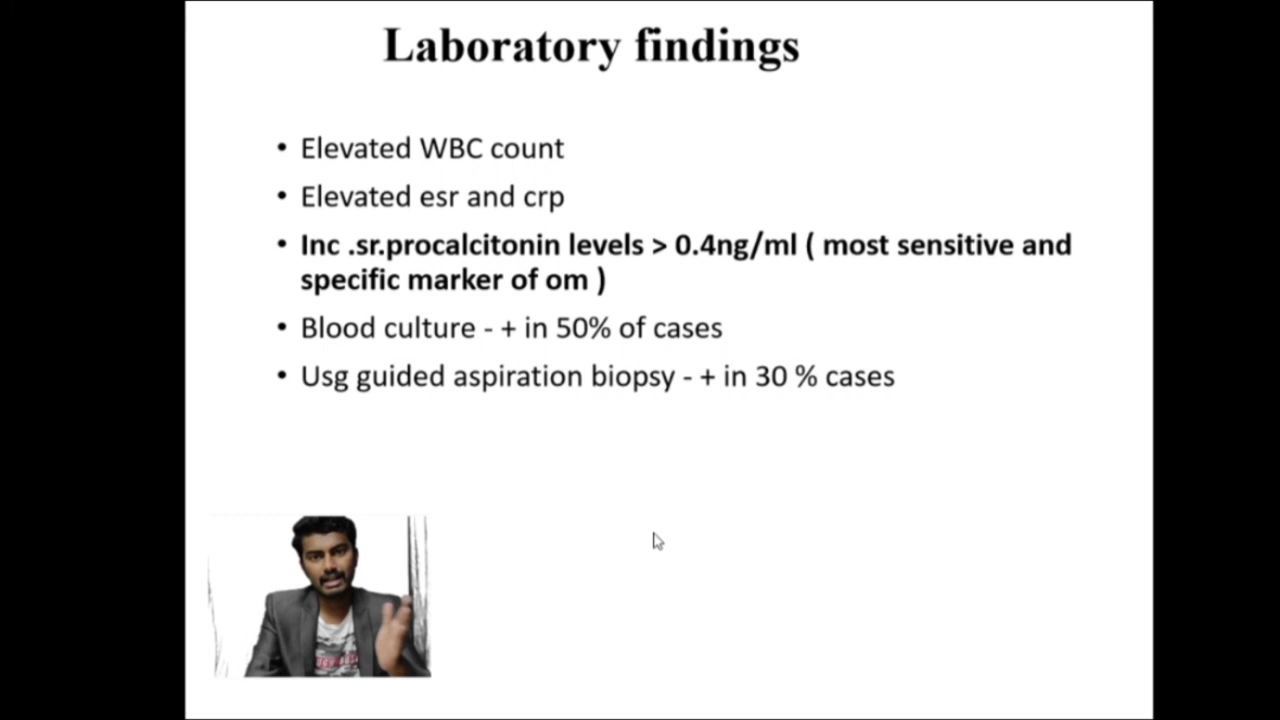 Laboratory findings
• Elevated WBC count
• Elevated esr and crp
• Inc .sr.procalcitonin levels > 0.4ng/ml ( most sensitive and
specific marker of om )
• Blood culture - + in 50% of cases
• Usg guided aspiration biopsy - + in 30 % cases